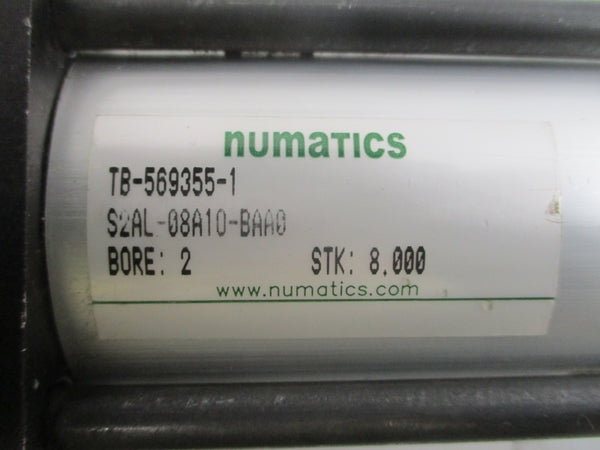 numatics
TB-569355-1
S2AL-08A10-BAA0
BORE: 2 STK: 8.000
www.numatics.com